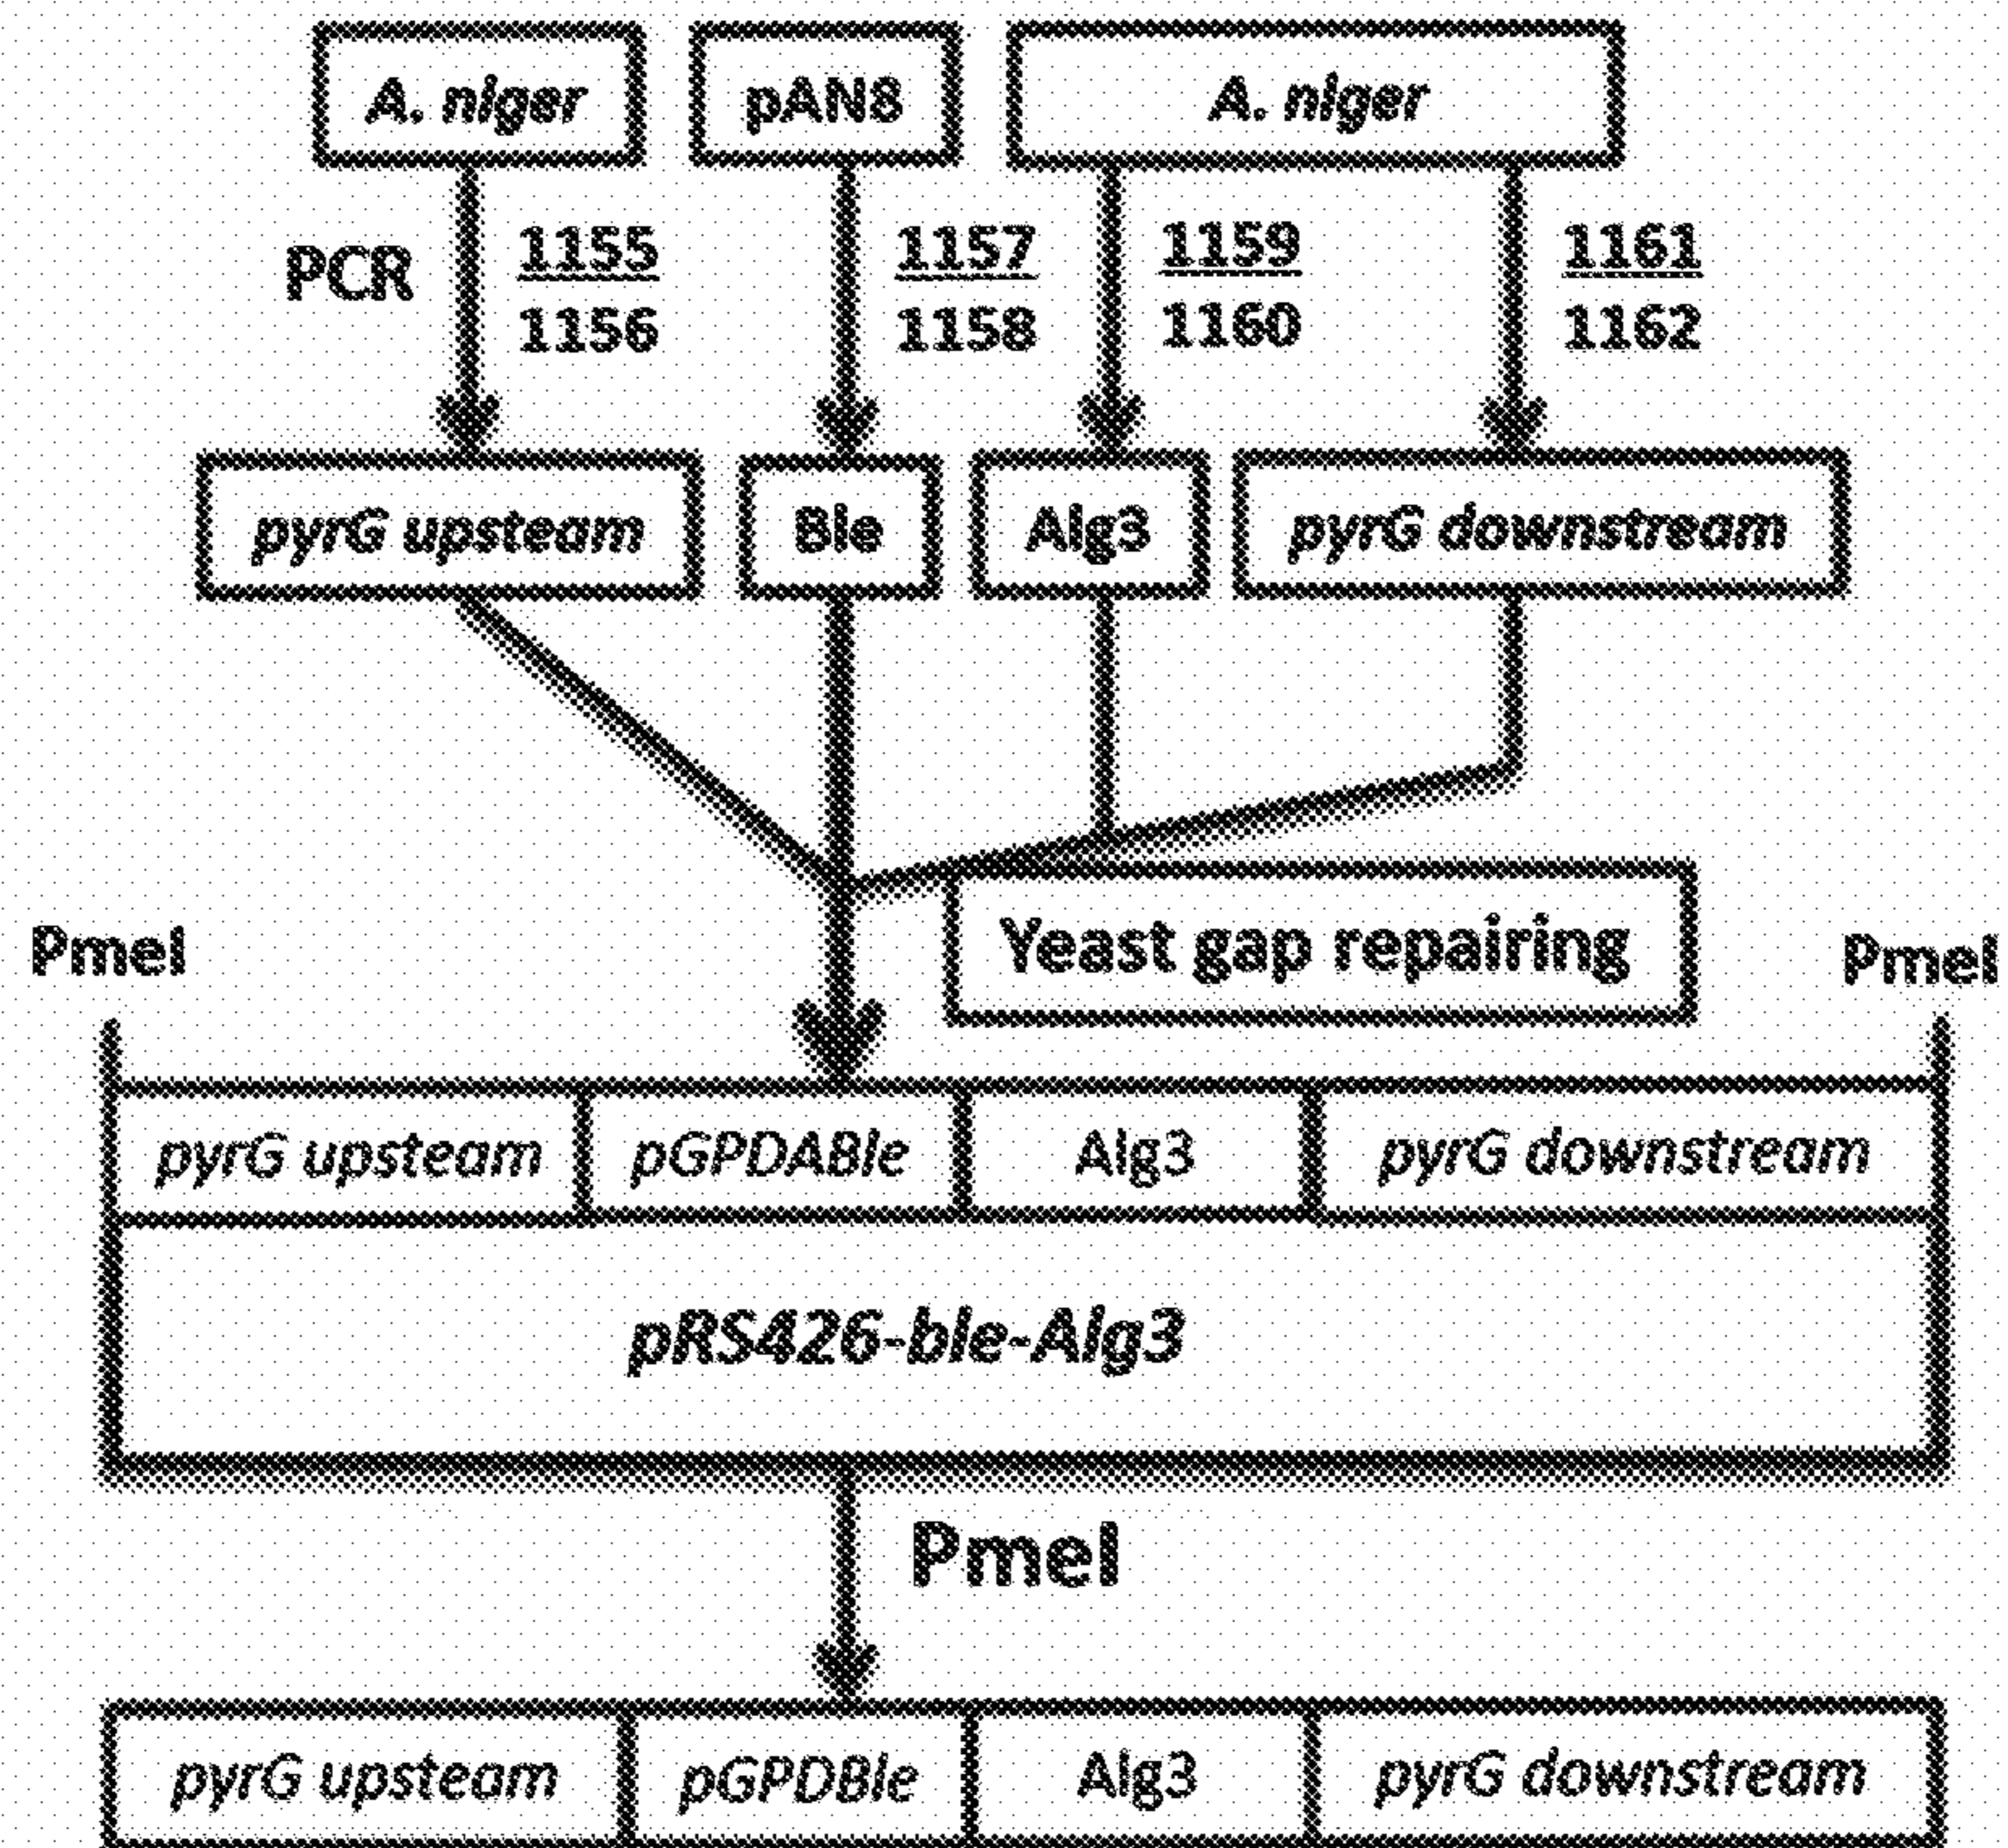 A. niger pAN8 A. niger
PCR 1155 1157 1159 1161
1156 1158 1160 1162
pyrG upsteam Ble Alg3 pyrG downstream
Yeast gap repairing
PmeI PmeI
pyrG upsteam pGPDABle Alg3 pyrG downstream
pRS426-ble-Alg3
PmeI
pyrG upsteam pGPDBle Alg3 pyrG downstream